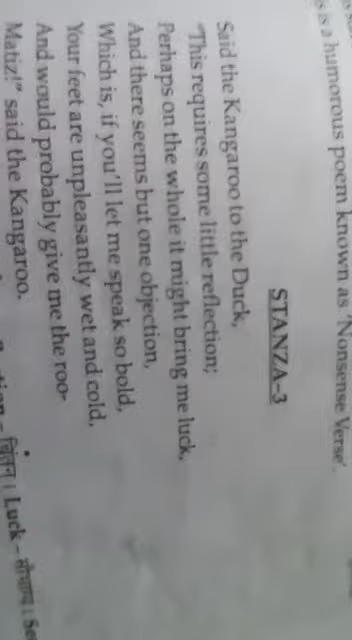 s is a humorous poem known as 'Nonsense Verse'.
STANZA-3
Said the Kangaroo to the Duck,
"This requires some little reflection;
Perhaps on the whole it might bring me luck,
And there seems but one objection,
Which is, if you'll let me speak so bold,
Your feet are unpleasantly wet and cold,
And would probably give me the roo-
Matiz!" said the Kangaroo.
चिंतन। Luck - सौभाग्य।